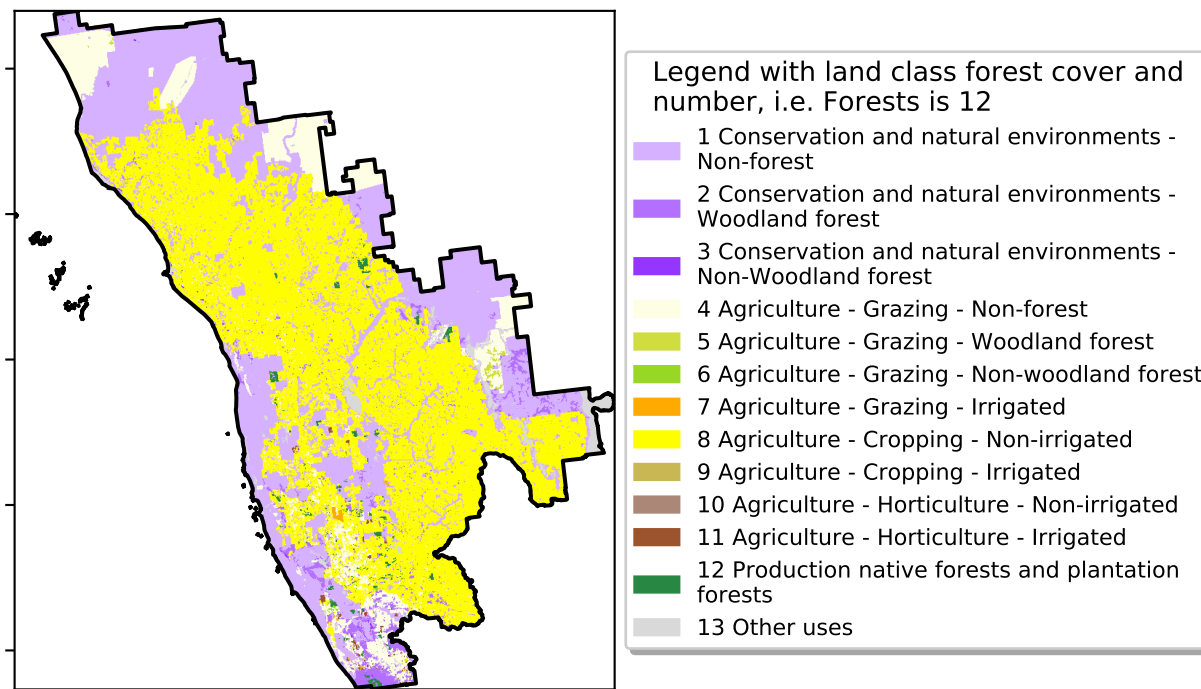 Legend with land class forest cover and
number, i.e. Forests is 12
1 Conservation and natural environments -
Non-forest
2 Conservation and natural environments -
Woodland forest
3 Conservation and natural environments -
Non-Woodland forest
4 Agriculture - Grazing - Non-forest
5 Agriculture - Grazing - Woodland forest
6 Agriculture - Grazing - Non-woodland forest
7 Agriculture - Grazing - Irrigated
8 Agriculture - Cropping - Non-irrigated
9 Agriculture - Cropping - Irrigated
10 Agriculture - Horticulture - Non-irrigated
11 Agriculture - Horticulture - Irrigated
12 Production native forests and plantation
forests
13 Other uses